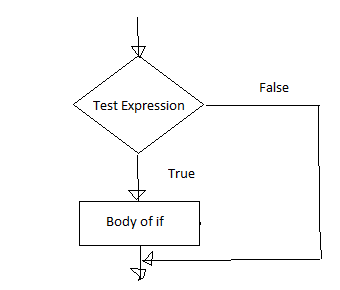 False
Test Expression
True
Body of if